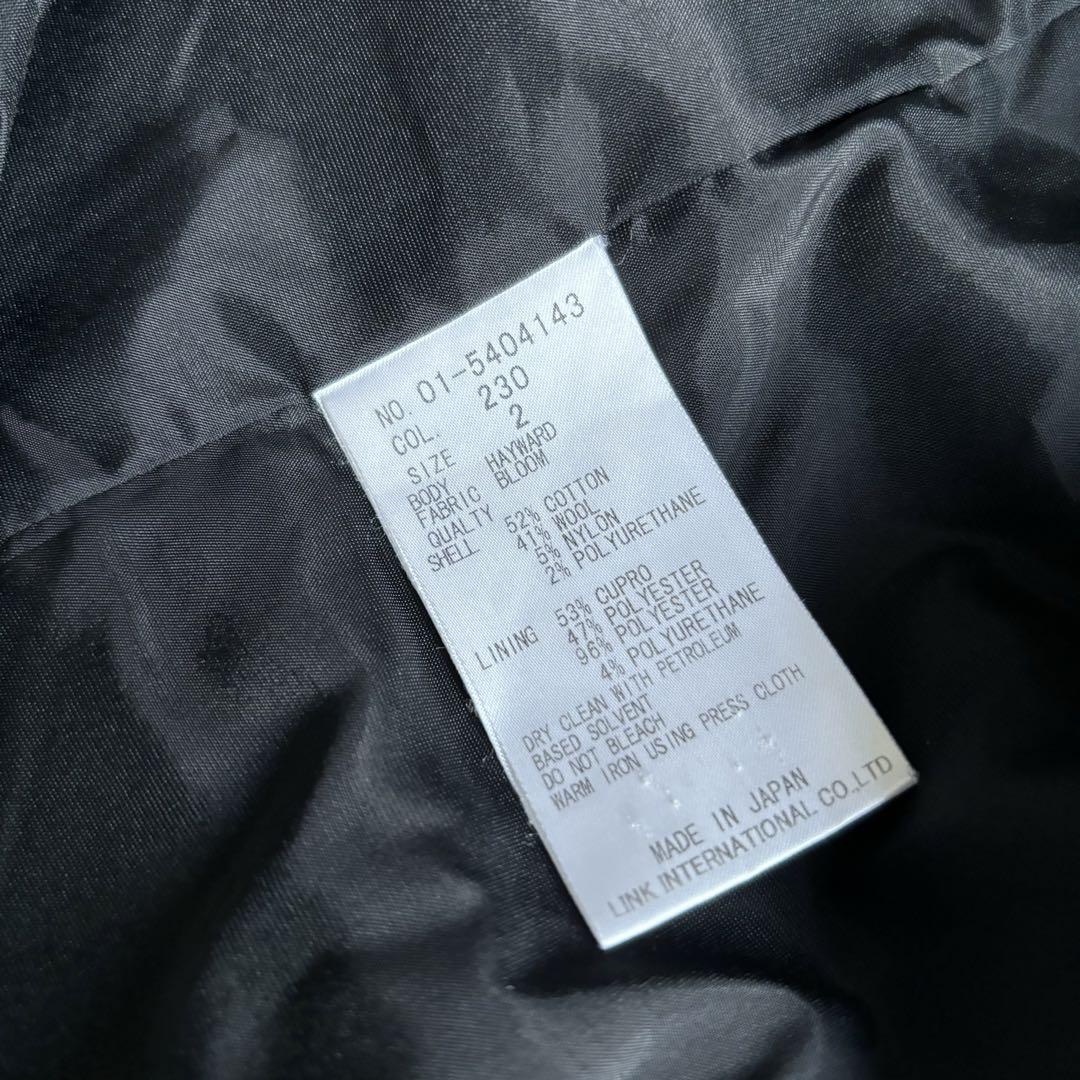 NO. 01-5404143
COL. 230
SIZE 2
BODY HAYWARD
FABRIC BLOOM
QUALTY
SHELL 52% COTTON
41% WOOL
5% NYLON
2% POLYURETHANE
LINING 53% CUPRO
47% POLYESTER
96% POLYESTER
4% POLYURETHANE
DRY CLEAN WITH PETROLEUM
BASED SOLVENT
DO NOT BLEACH
WARM IRON USING PRESS CLOTH
MADE IN JAPAN
LINK INTERNATIONAL CO.,LTD